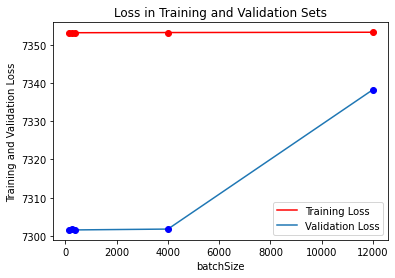 Loss in Training and Validation Sets
Training and Validation Loss
7350
7340
7330
7320
7310
7300
0 2000 4000 6000 8000 10000 12000
batchSize
Training Loss
Validation Loss